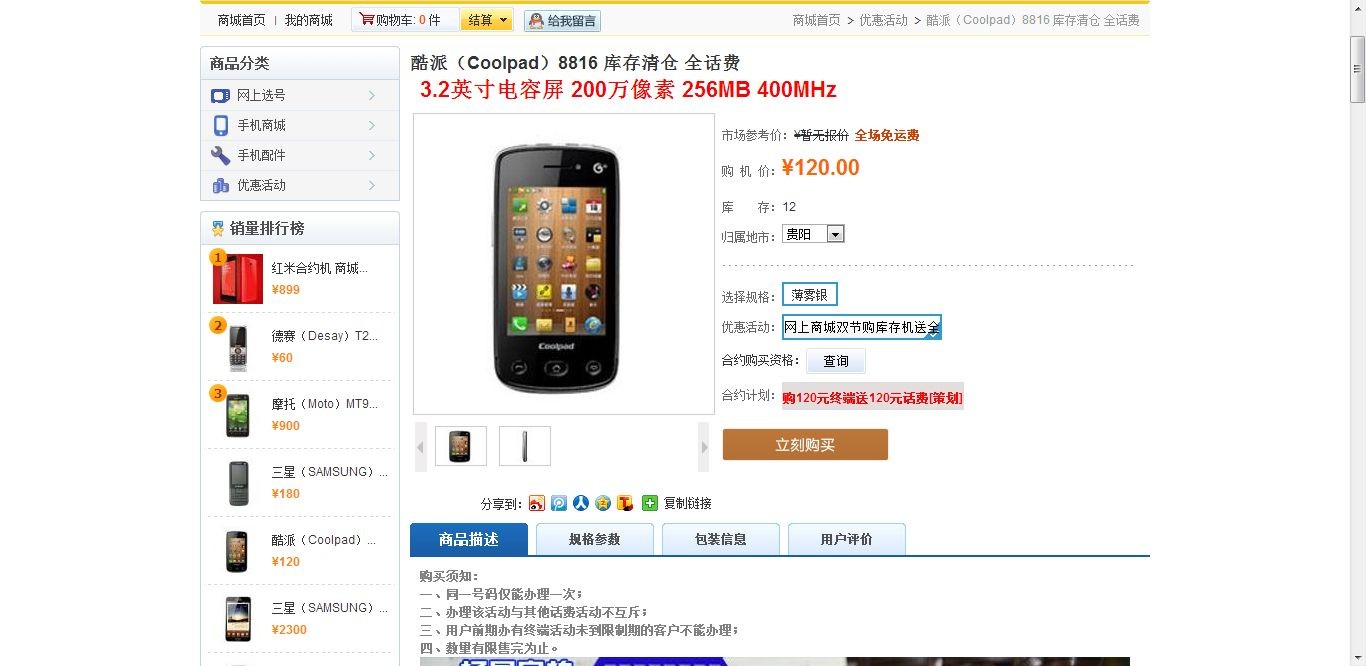 商城首页 | 我的商城 购物车: 0 件 结算 给我留言
商城首页 > 优惠活动 > 酷派（Coolpad）8816 库存清仓 全话费
商品分类
网上选号
手机商城
手机配件
优惠活动
销量排行榜
1
红米合约机 商城...
¥899
2
德赛（Desay）T2...
¥60
3
摩托（Moto）MT9...
¥900
三星（SAMSUNG）...
¥180
酷派（Coolpad）...
¥120
三星（SAMSUNG）...
¥2300
酷派（Coolpad）8816 库存清仓 全话费
3.2英寸电容屏 200万像素 256MB 400MHz
Coolpad
市场参考价: ¥暂无报价 全场免运费
购 机 价: ¥120.00
库 存: 12
归属地市: 贵阳
选择规格: 薄雾银
优惠活动: 网上商城双节购库存机送全
合约购买资格: 查询
合约计划: 购120元终端送120元话费[策划]
立刻购买
分享到: 复制链接
商品描述 规格参数 包装信息 用户评价
购买须知:
一、同一号码仅能办理一次;
二、办理该活动与其他话费活动不互斥;
三、用户前期办有终端活动未到限制期的客户不能办理;
四、数量有限售完为止。